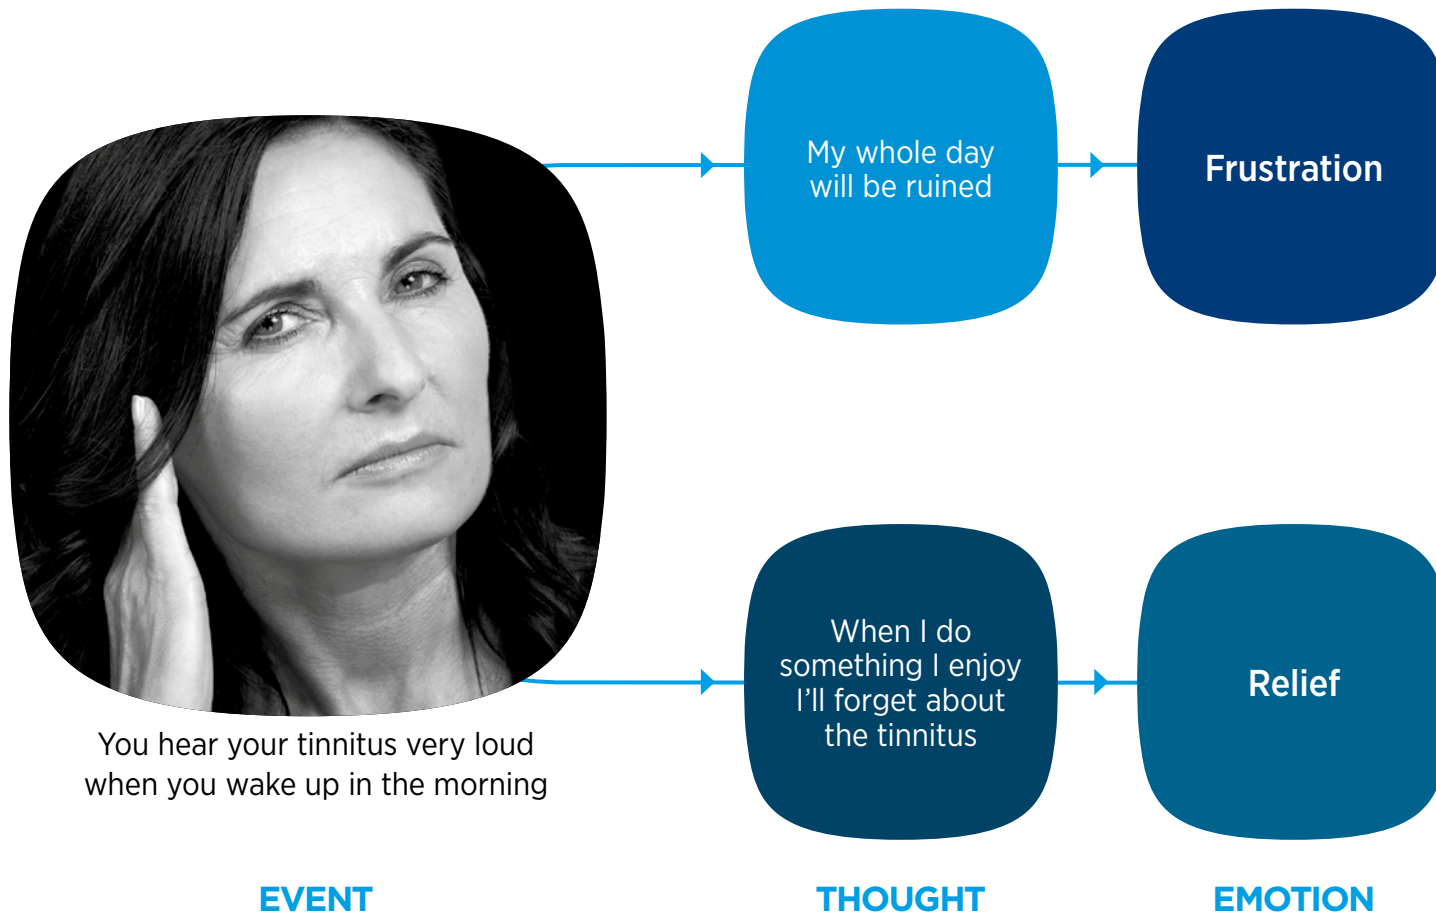 My whole day
will be ruined
Frustration
When I do
something I enjoy
I'll forget about
the tinnitus
Relief
You hear your tinnitus very loud
when you wake up in the morning
EVENT
THOUGHT
EMOTION